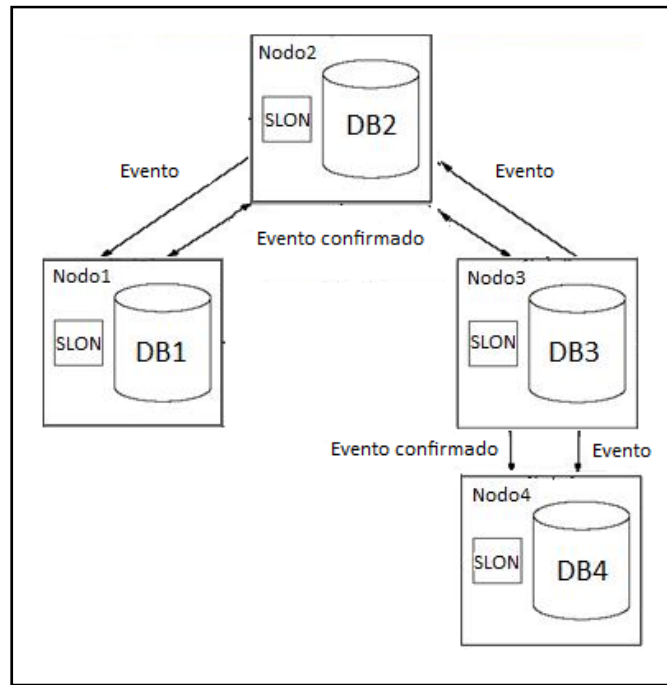 Nodo2
SLON
DB2
Evento
Evento
Evento confirmado
Nodo1
SLON
DB1
Nodo3
SLON
DB3
Evento confirmado
Evento
Nodo4
SLON
DB4